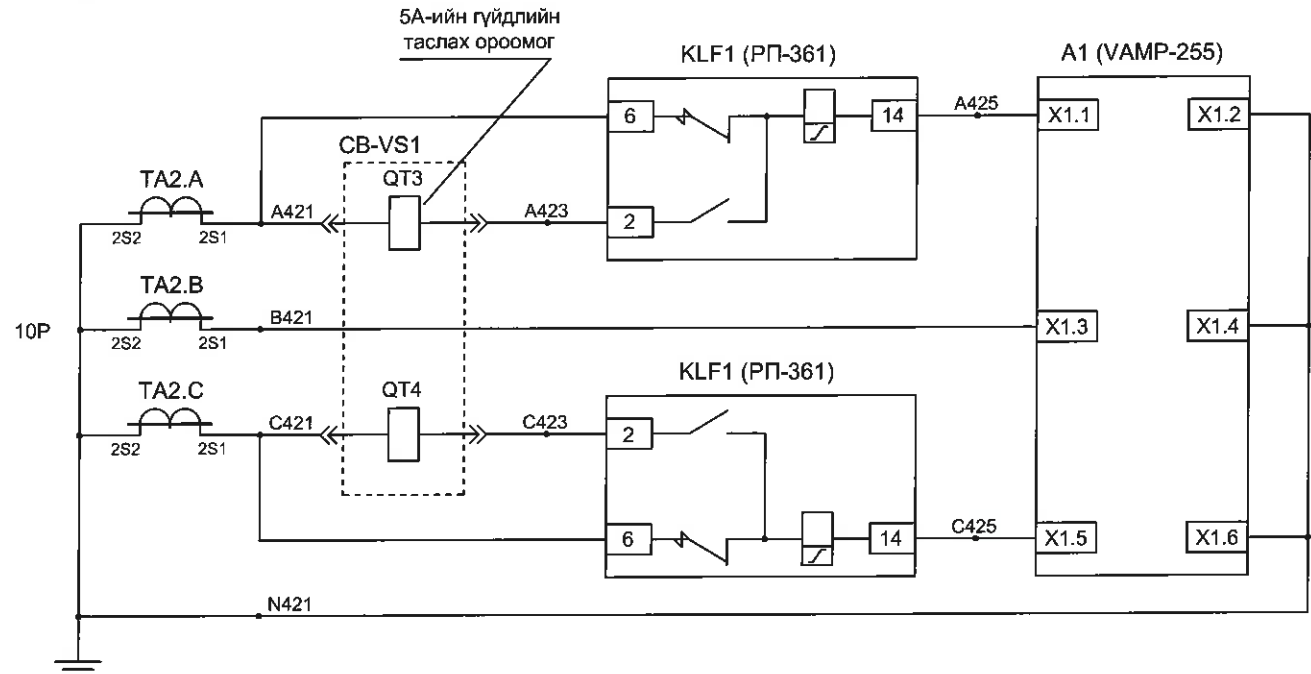 5А-ийн гүйдлийн
таслах ороомог
KLF1 (РП-361)
A1 (VAMP-255)
6
14
A425
X1.1
X1.2
CB-VS1
TA2.A
QT3
A421
A423
2
2S2
2S1
TA2.B
10P
B421
2S2
2S1
X1.3
X1.4
KLF1 (РП-361)
TA2.C
QT4
C421
C423
2
2S2
2S1
6
14
C425
X1.5
X1.6
N421